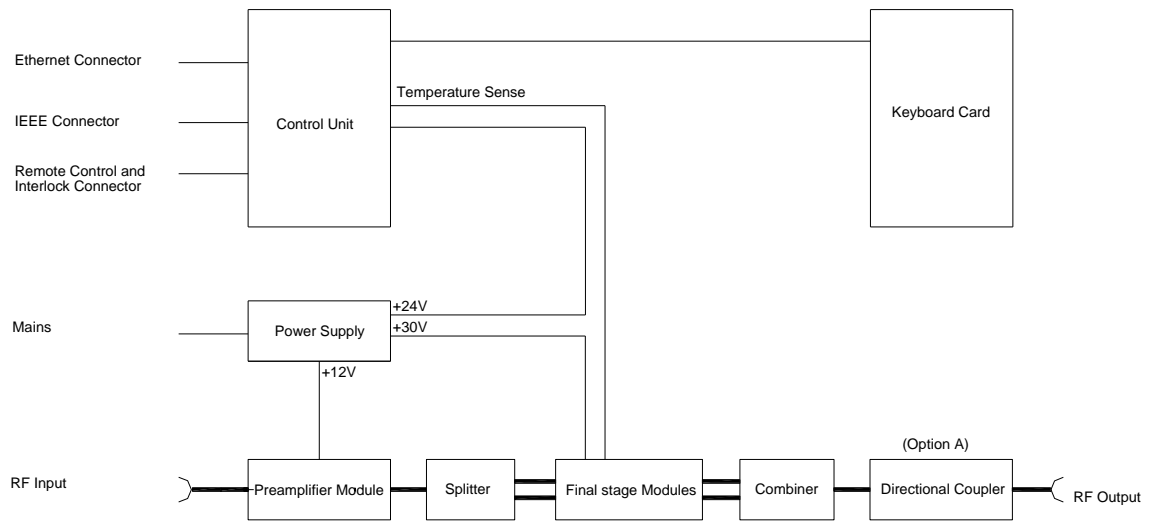 Ethernet Connector
IEEE Connector
Remote Control and
Interlock Connector
Control Unit
Temperature Sense
Keyboard Card
Mains
Power Supply
+24V
+30V
+12V
(Option A)
RF Input
Preamplifier Module
Splitter
Final stage Modules
Combiner
Directional Coupler
RF Output